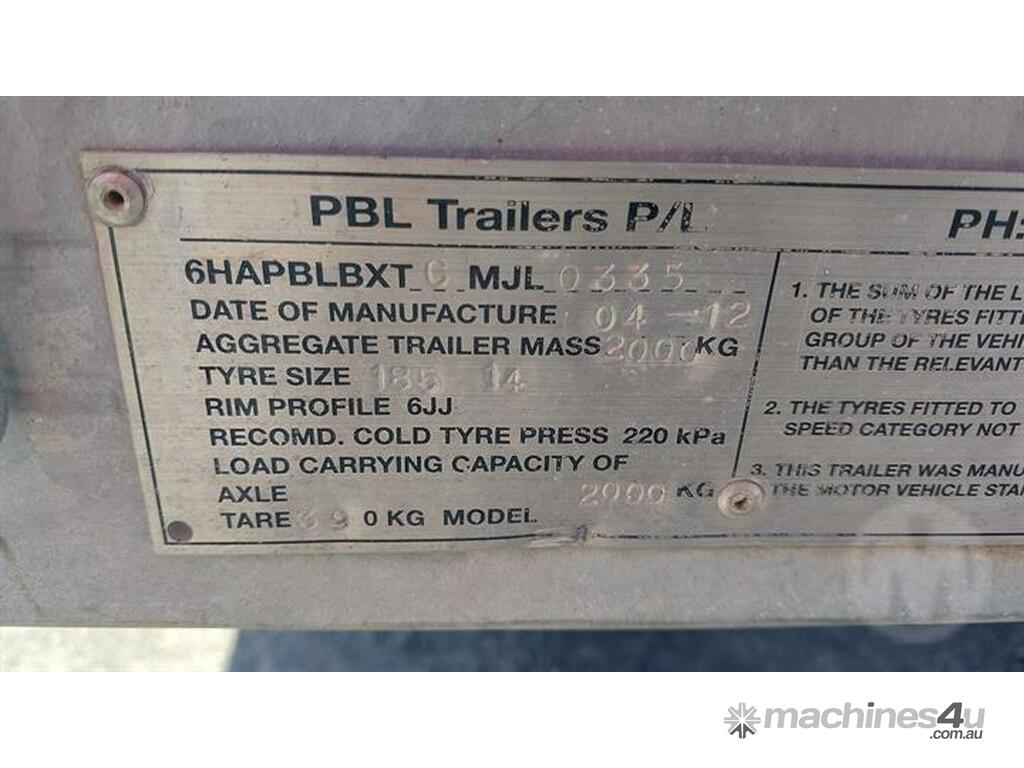 PBL Trailers P/L
PH:
6HAPBLBXT C MJL 0335
DATE OF MANUFACTURE 04-12
AGGREGATE TRAILER MASS 2000 KG
TYRE SIZE 185 14
RIM PROFILE 6JJ
RECOMD. COLD TYRE PRESS 220 kPa
LOAD CARRYING CAPACITY OF
AXLE 2000 KG
TARE 390KG MODEL
1. THE SUM OF THE L
OF THE TYRES FITT
GROUP OF THE VEHI
THAN THE RELEVANT
2. THE TYRES FITTED TO
SPEED CATEGORY NOT
3. THIS TRAILER WAS MANU
THE MOTOR VEHICLE STA
machines4u
.com.au